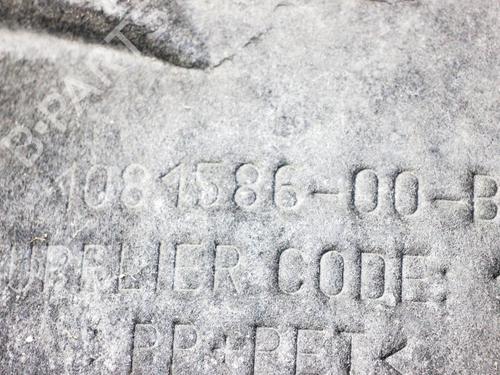 B-PARTS
1081586-00-B
UPPLIER CODE:
PP+PET<